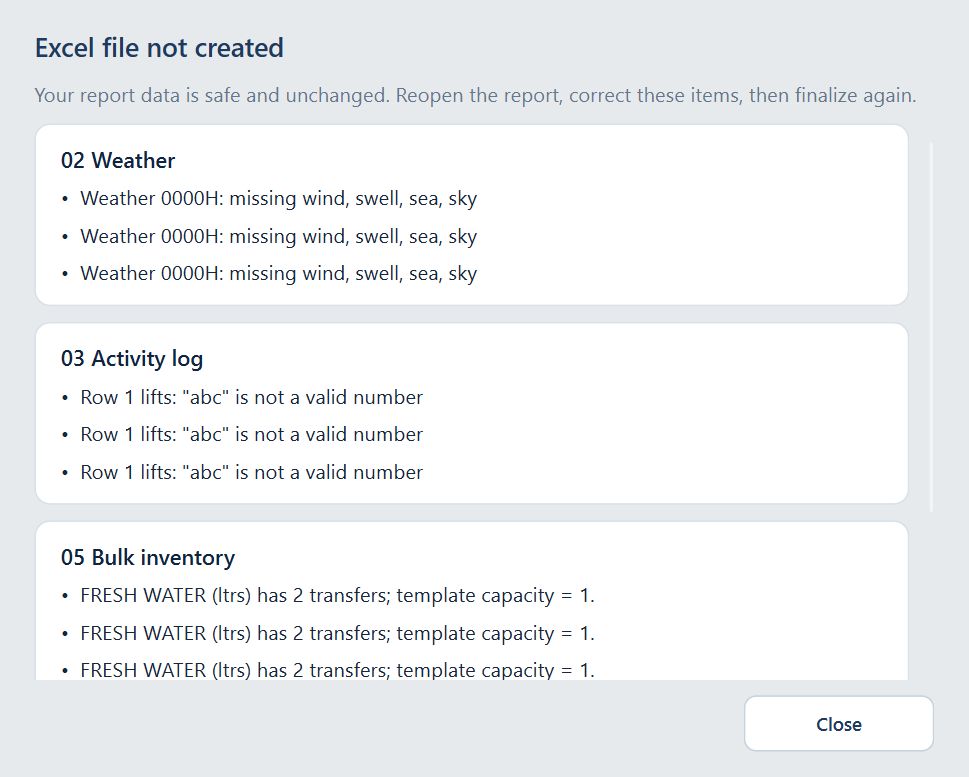 Excel file not created
Your report data is safe and unchanged. Reopen the report, correct these items, then finalize again.
02 Weather
• Weather 0000H: missing wind, swell, sea, sky
• Weather 0000H: missing wind, swell, sea, sky
• Weather 0000H: missing wind, swell, sea, sky
03 Activity log
• Row 1 lifts: "abc" is not a valid number
• Row 1 lifts: "abc" is not a valid number
• Row 1 lifts: "abc" is not a valid number
05 Bulk inventory
• FRESH WATER (ltrs) has 2 transfers; template capacity = 1.
• FRESH WATER (ltrs) has 2 transfers; template capacity = 1.
• FRESH WATER (ltrs) has 2 transfers; template capacity = 1.
Close